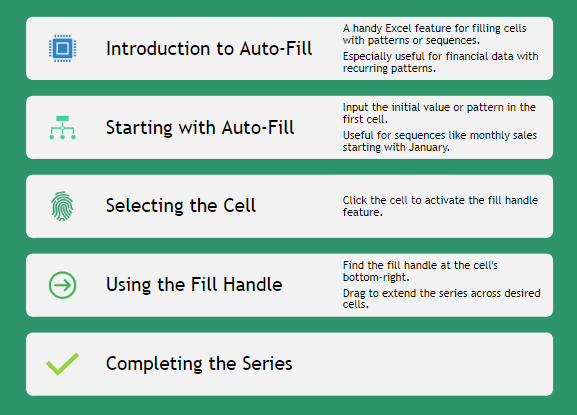 Introduction to Auto-Fill
A handy Excel feature for filling cells
with patterns or sequences.
Especially useful for financial data with
recurring patterns.
Starting with Auto-Fill
Input the initial value or pattern in the
first cell.
Useful for sequences like monthly sales
starting with January.
Selecting the Cell
Click the cell to activate the fill handle
feature.
Using the Fill Handle
Find the fill handle at the cell's
bottom-right.
Drag to extend the series across desired
cells.
Completing the Series